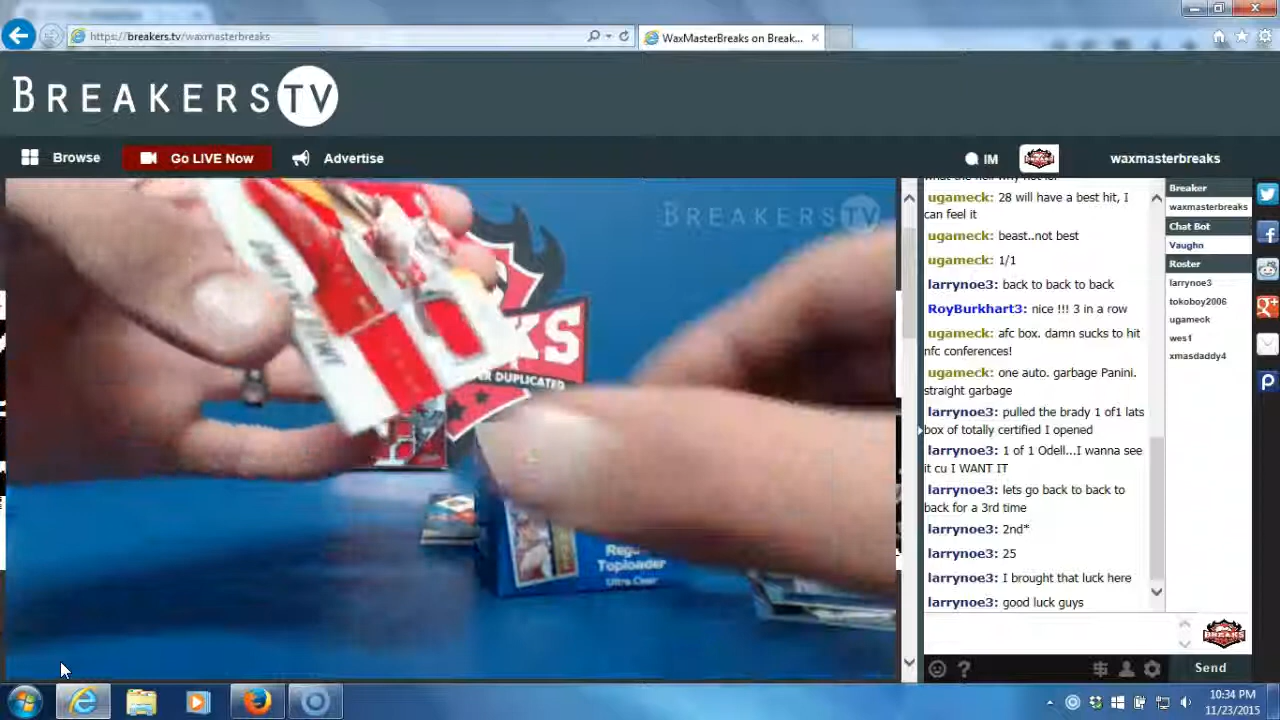 https://breakers.tv/waxmasterbreaks
WaxMasterBreaks on Break...
BREAKERS TV
Browse
Go LIVE Now
Advertise
IM
waxmasterbreaks
BREAKERS TV
KS
DUPLICATED
Toploader
Ultra Clear
ugameck: 28 will have a best hit, I
can feel it
ugameck: beast..not best
ugameck: 1/1
larrynoe3: back to back to back
RoyBurkhart3: nice !!! 3 in a row
ugameck: afc box. damn sucks to hit
nfc conferences!
ugameck: one auto. garbage Panini.
straight garbage
larrynoe3: pulled the brady 1 of1 lats
box of totally certified I opened
larrynoe3: 1 of 1 Odell...I wanna see
it cu I WANT IT
larrynoe3: lets go back to back to
back for a 3rd time
larrynoe3: 2nd*
larrynoe3: 25
larrynoe3: I brought that luck here
larrynoe3: good luck guys
Breaker
waxmasterbreaks
Chat Bot
Vaughn
Roster
larrynoe3
tokoboy2006
ugameck
wes1
xmasdaddy4
BREAKS
Send
10:34 PM
11/23/2015